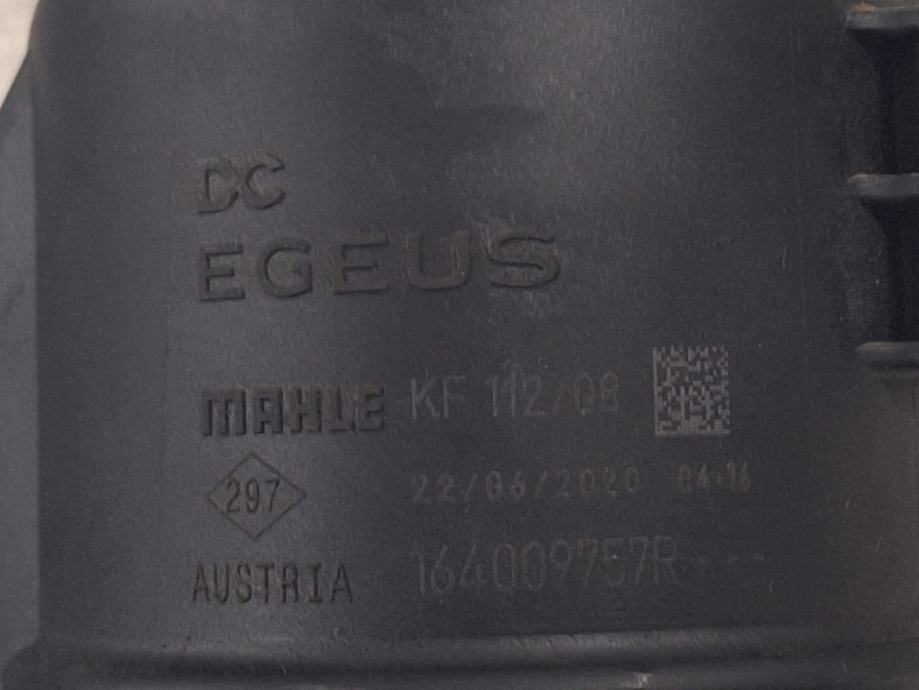 DC
EGEUS
MAHLE KF 112/08
297 22/06/2020 04:16
AUSTRIA 164009757R